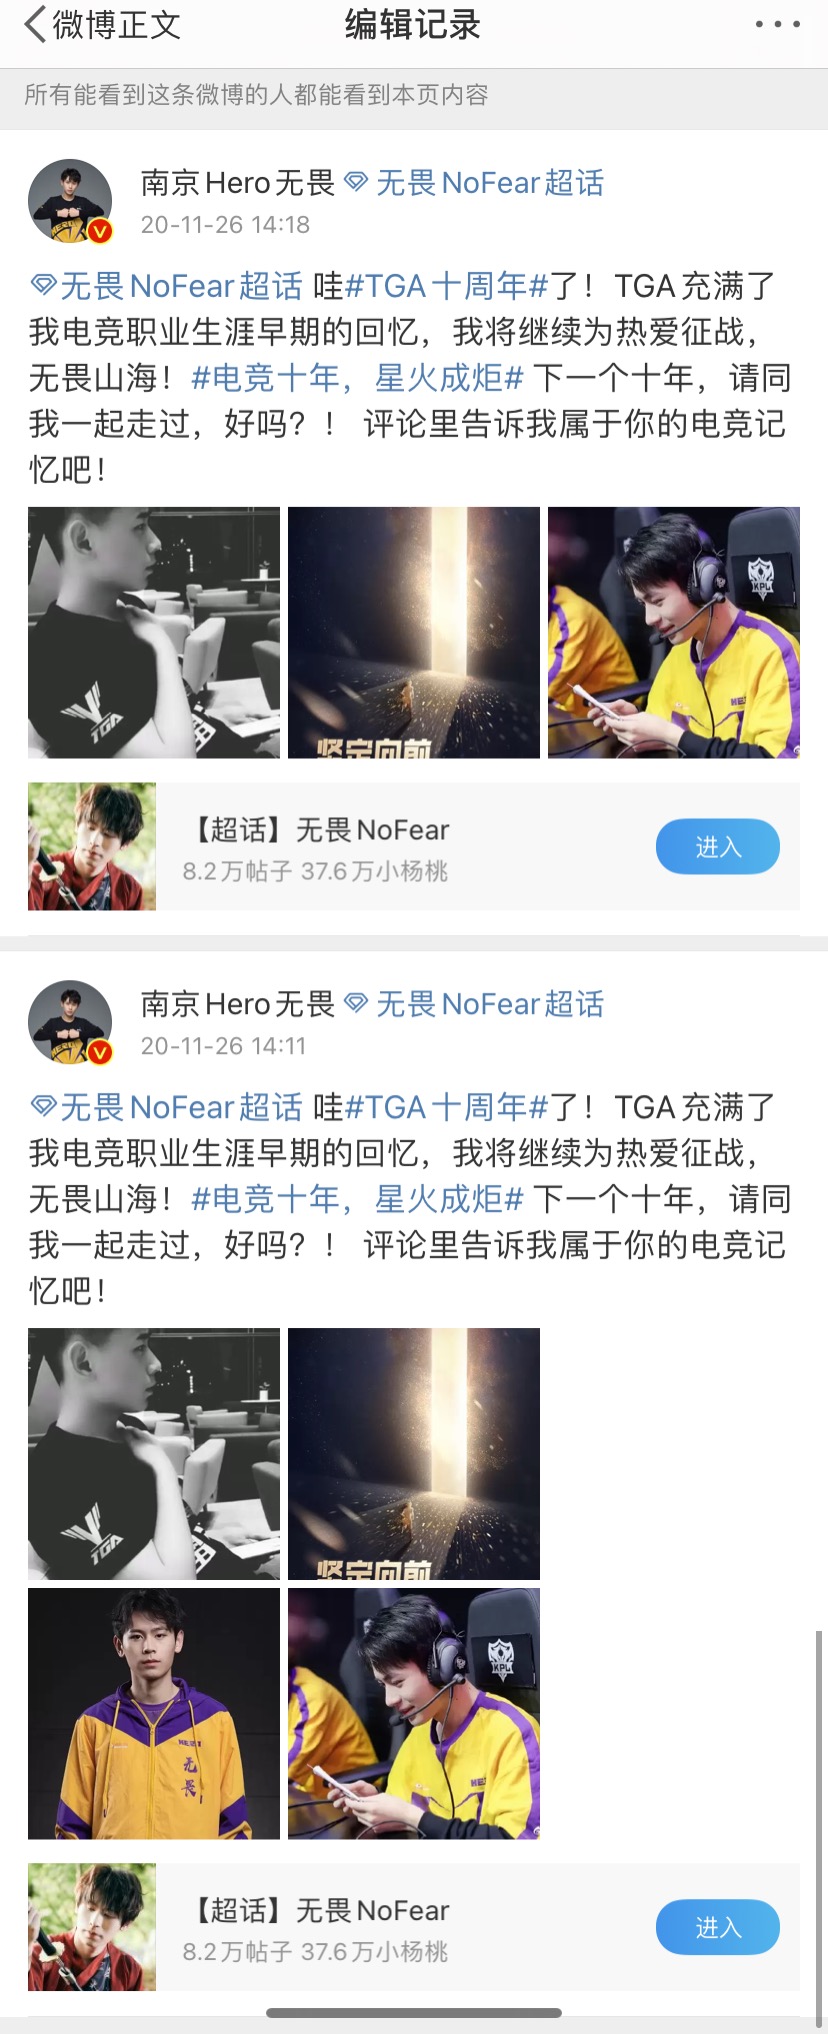 微博正文
编辑记录
所有能看到这条微博的人都能看到本页内容
南京Hero无畏 无畏NoFear超话
20-11-26 14:18
无畏NoFear超话 哇#TGA十周年#了！TGA充满了
我电竞职业生涯早期的回忆，我将继续为热爱征战，
无畏山海！#电竞十年，星火成炬# 下一个十年，请同
我一起走过，好吗？！ 评论里告诉我属于你的电竞记
忆吧！
TGA
坚定向前
KPL
【超话】无畏NoFear
8.2万帖子 37.6万小杨桃
进入
南京Hero无畏 无畏NoFear超话
20-11-26 14:11
无畏NoFear超话 哇#TGA十周年#了！TGA充满了
我电竞职业生涯早期的回忆，我将继续为热爱征战，
无畏山海！#电竞十年，星火成炬# 下一个十年，请同
我一起走过，好吗？！ 评论里告诉我属于你的电竞记
忆吧！
TGA
坚定向前
无畏
KPL
【超话】无畏NoFear
8.2万帖子 37.6万小杨桃
进入